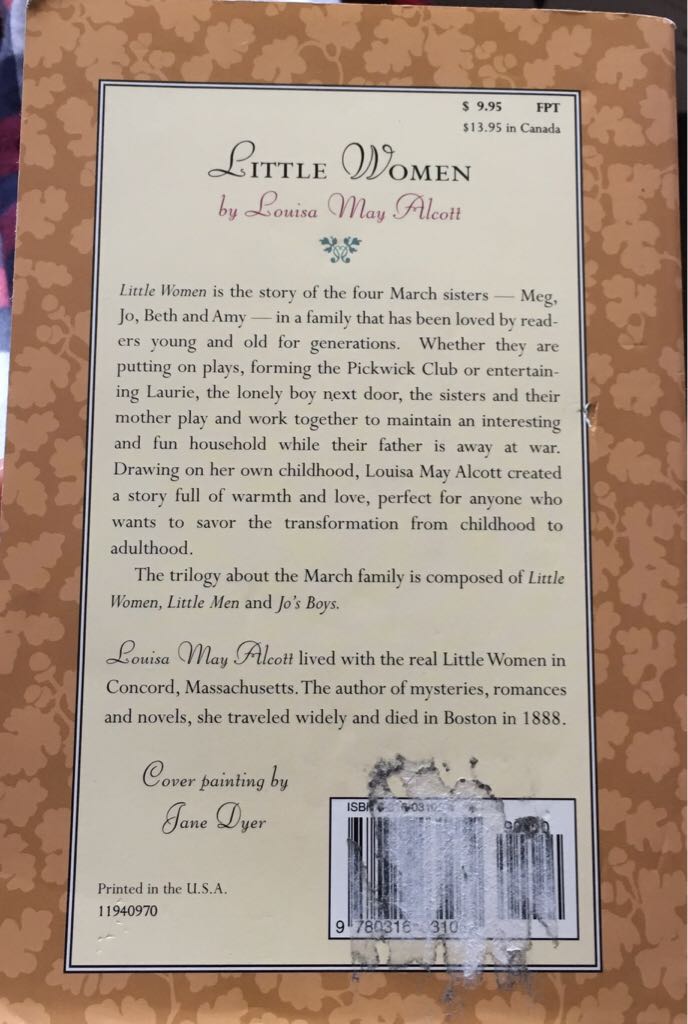 $ 9.95 FPT
$13.95 in Canada
LITTLE WOMEN
by Louisa May Alcott
Little Women is the story of the four March sisters — Meg,
Jo, Beth and Amy — in a family that has been loved by read-
ers young and old for generations. Whether they are
putting on plays, forming the Pickwick Club or entertain-
ing Laurie, the lonely boy next door, the sisters and their
mother play and work together to maintain an interesting
and fun household while their father is away at war.
Drawing on her own childhood, Louisa May Alcott created
a story full of warmth and love, perfect for anyone who
wants to savor the transformation from childhood to
adulthood.
The trilogy about the March family is composed of Little
Women, Little Men and Jo's Boys.
Louisa May Alcott lived with the real Little Women in
Concord, Massachusetts. The author of mysteries, romances
and novels, she traveled widely and died in Boston in 1888.
Cover painting by
Jane Dyer
Printed in the U.S.A.
11940970
9 780316 310